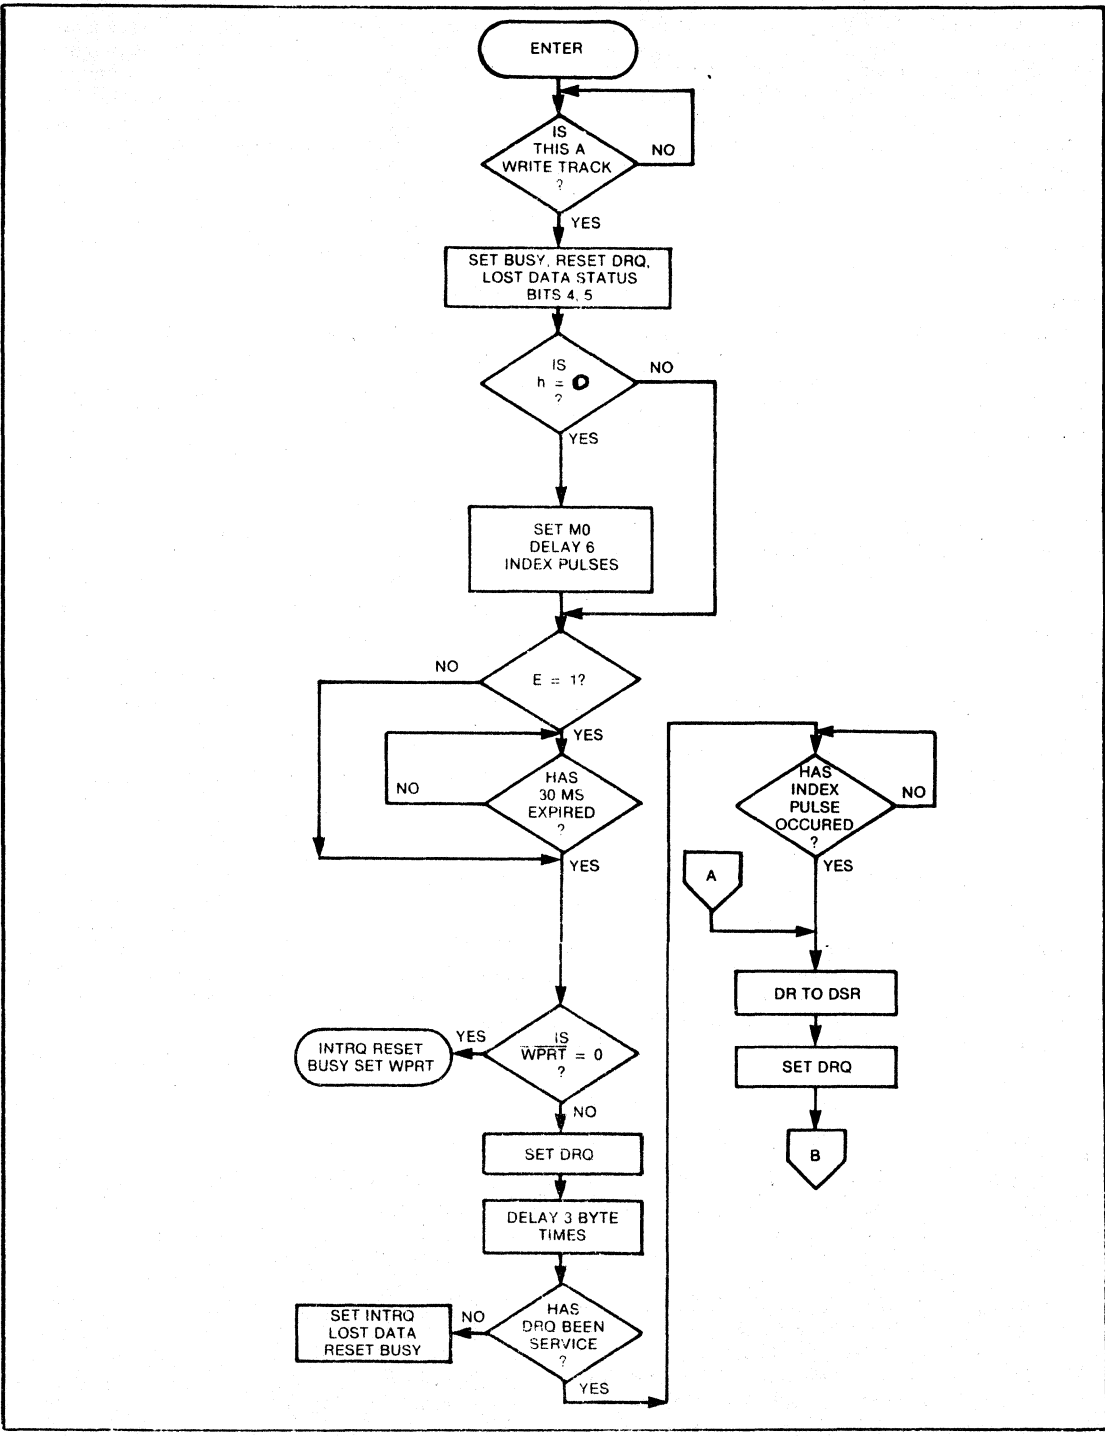 ENTER
IS
THIS A
WRITE TRACK
?
NO
YES
SET BUSY, RESET DRQ,
LOST DATA STATUS
BITS 4, 5
IS
h = 0
?
NO
YES
SET M0
DELAY 6
INDEX PULSES
NO
E = 1?
YES
HAS
30 MS
EXPIRED
?
NO
YES
IS
W̅P̅R̅T̅ = 0
?
YES
INTRQ RESET
BUSY SET WPRT
NO
SET DRQ
DELAY 3 BYTE
TIMES
HAS
DRQ BEEN
SERVICE
?
NO
SET INTRQ
LOST DATA
RESET BUSY
YES
HAS
INDEX
PULSE
OCCURED
?
NO
YES
A
DR TO DSR
SET DRQ
B